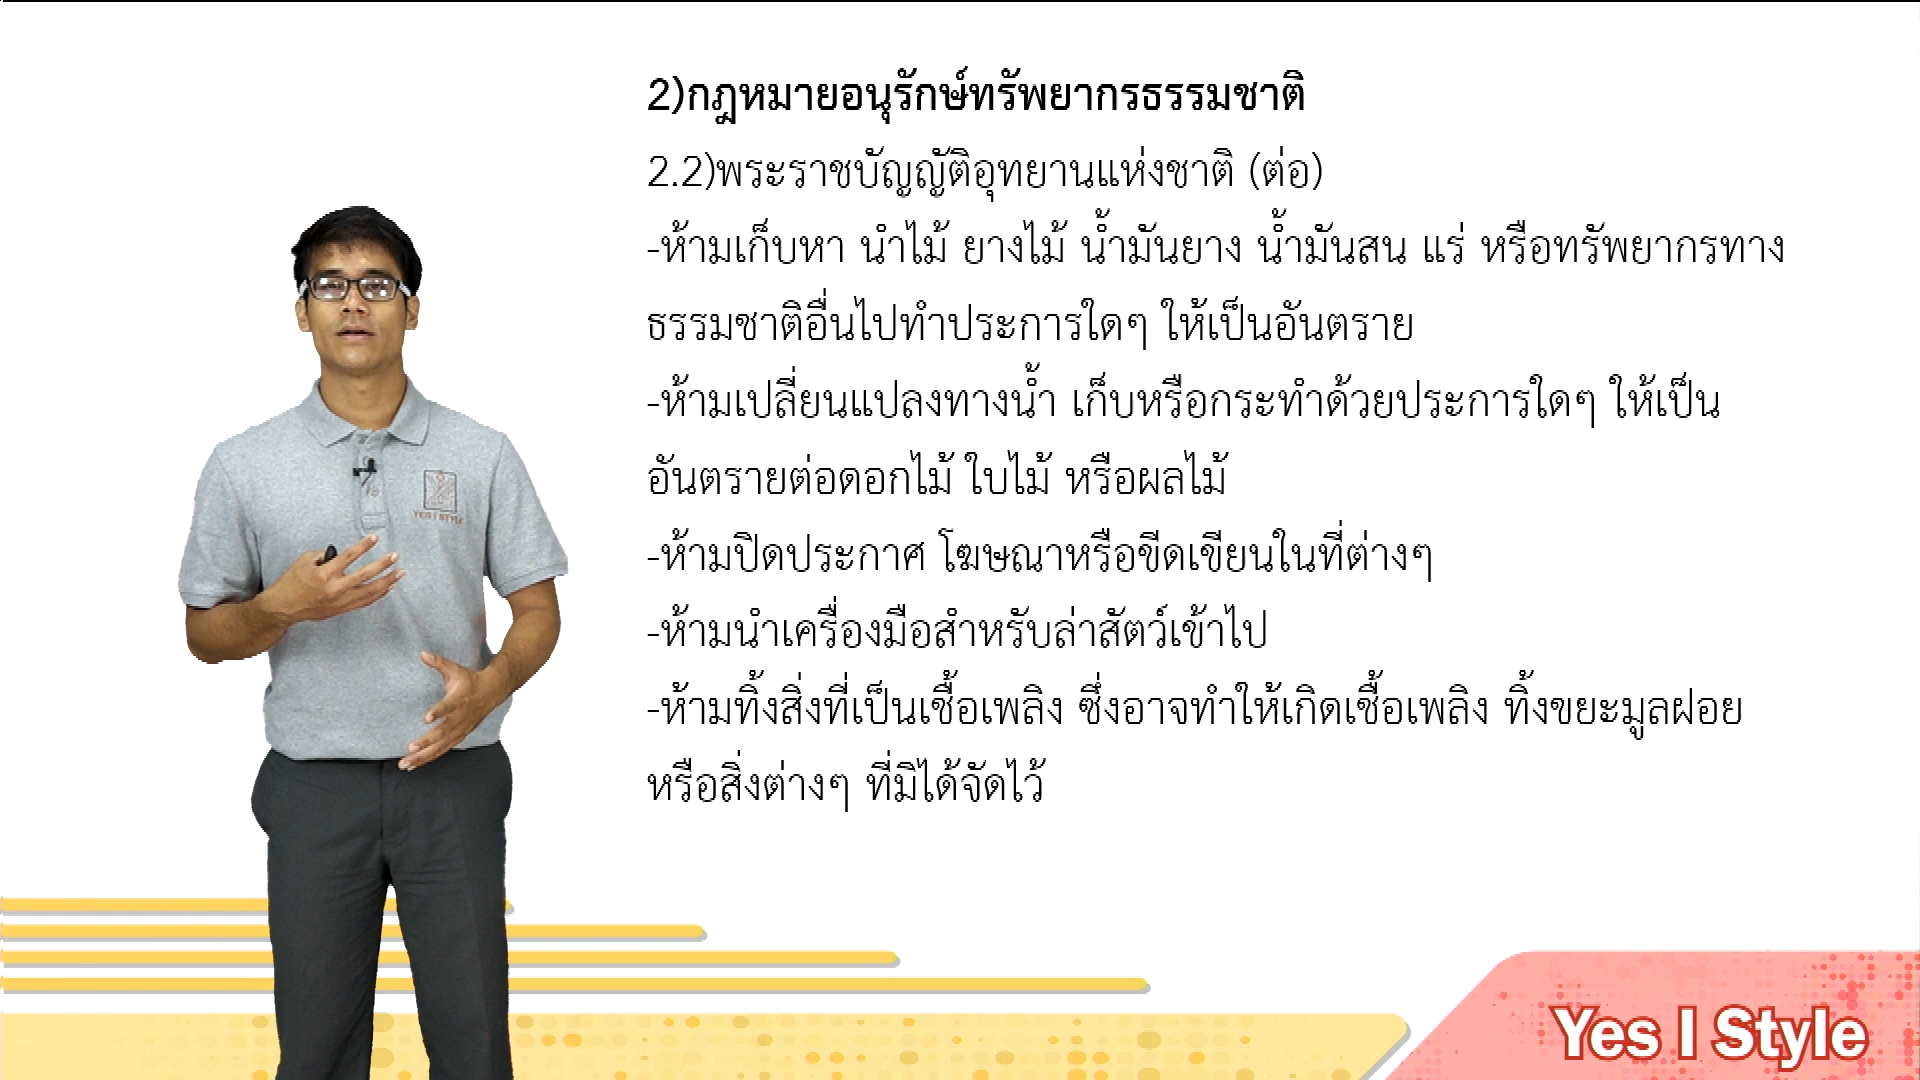 2)กฎหมายอนุรักษ์ทรัพยากรธรรมชาติ
2.2)พระราชบัญญัติอุทยานแห่งชาติ (ต่อ)
-ห้ามเก็บหา นำไม้ ยางไม้ น้ำมันยาง น้ำมันสน แร่ หรือทรัพยากรทาง
ธรรมชาติอื่นไปทำประการใดๆ ให้เป็นอันตราย
-ห้ามเปลี่ยนแปลงทางน้ำ เก็บหรือกระทำด้วยประการใดๆ ให้เป็น
อันตรายต่อดอกไม้ ใบไม้ หรือผลไม้
-ห้ามปิดประกาศ โฆษณาหรือขีดเขียนในที่ต่างๆ
-ห้ามนำเครื่องมือสำหรับล่าสัตว์เข้าไป
-ห้ามทิ้งสิ่งที่เป็นเชื้อเพลิง ซึ่งอาจทำให้เกิดเชื้อเพลิง ทิ้งขยะมูลฝอย
หรือสิ่งต่างๆ ที่มิได้จัดไว้
YES I STYLE
Yes I Style